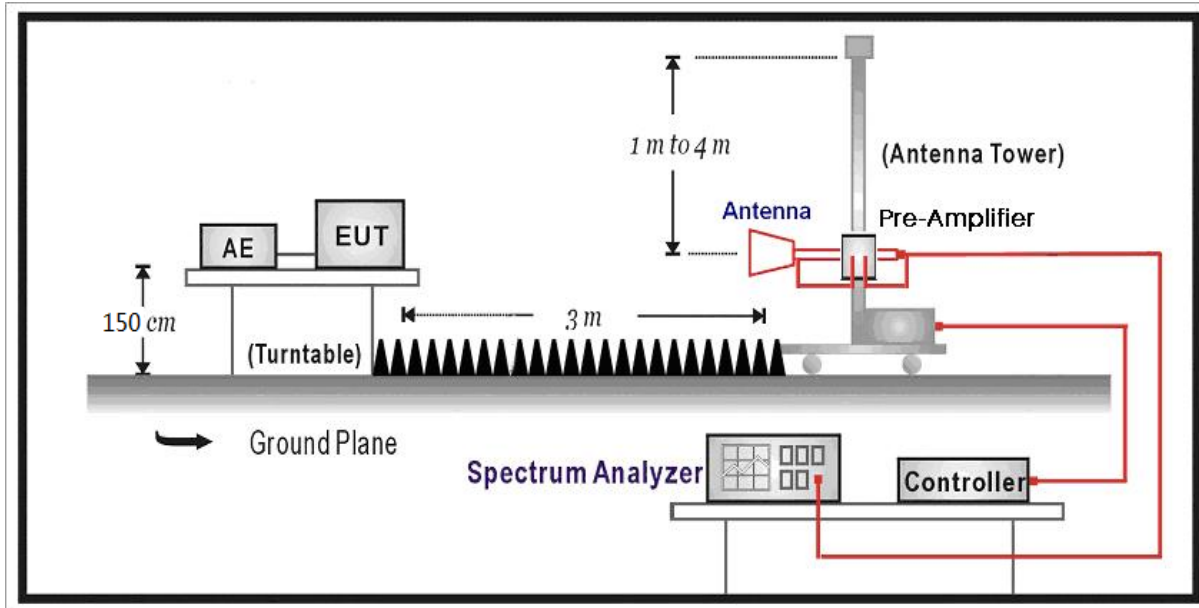 1 m to 4 m
(Antenna Tower)
Antenna
Pre-Amplifier
AE
EUT
150 cm
3 m
(Turntable)
Ground Plane
Spectrum Analyzer
Controller